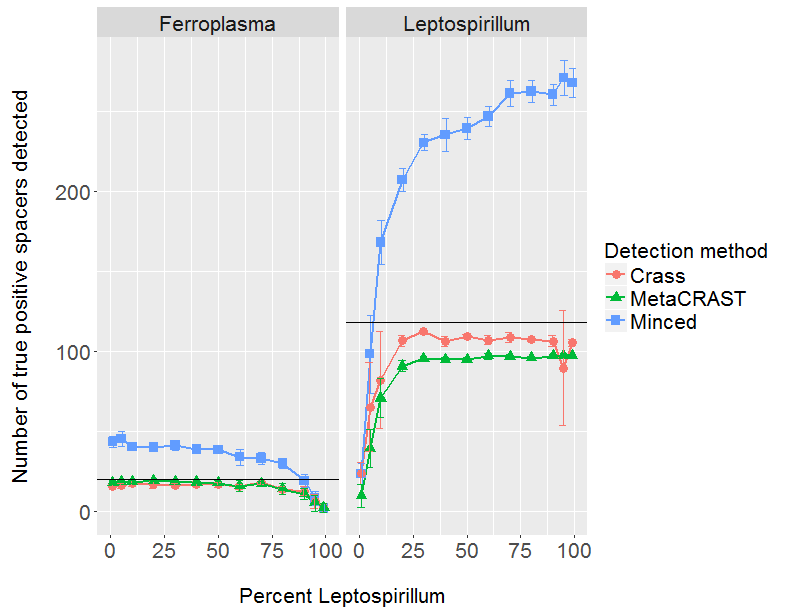 Ferroplasma Leptospirillum
Number of true positive spacers detected
200
100
0
0 25 50 75 100 0 25 50 75 100
Percent Leptospirillum
Detection method
Crass
MetaCRAST
Minced